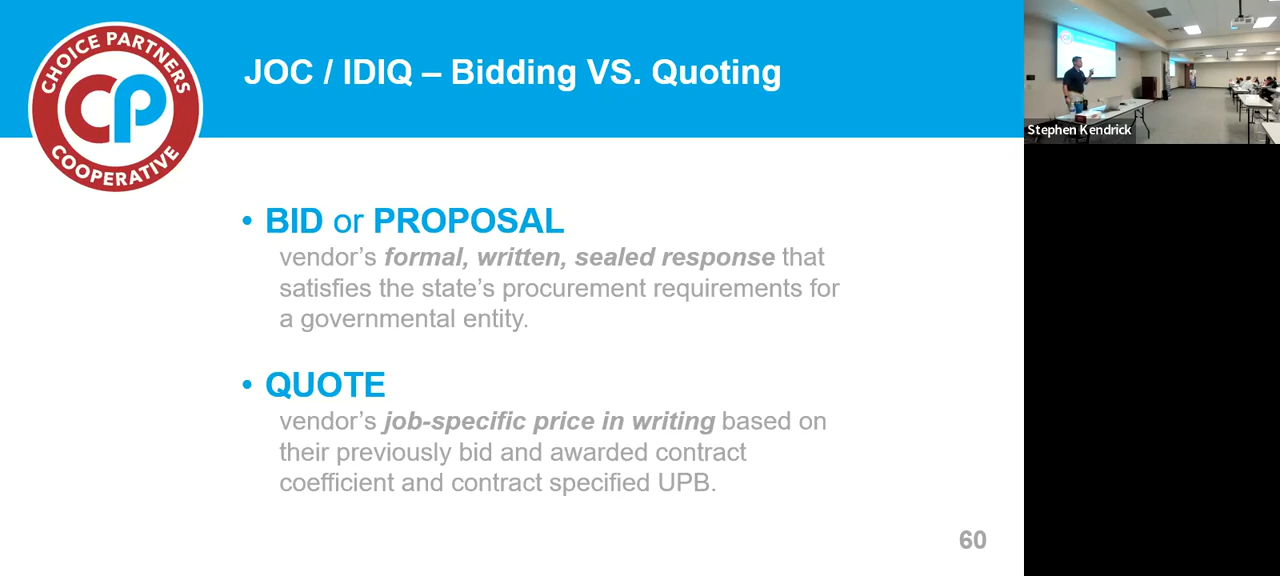 CHOICE PARTNERS
CP
COOPERATIVE
JOC / IDIQ – Bidding VS. Quoting
Stephen Kendrick
• BID or PROPOSAL
vendor’s formal, written, sealed response that
satisfies the state’s procurement requirements for
a governmental entity.
• QUOTE
vendor’s job-specific price in writing based on
their previously bid and awarded contract
coefficient and contract specified UPB.
60